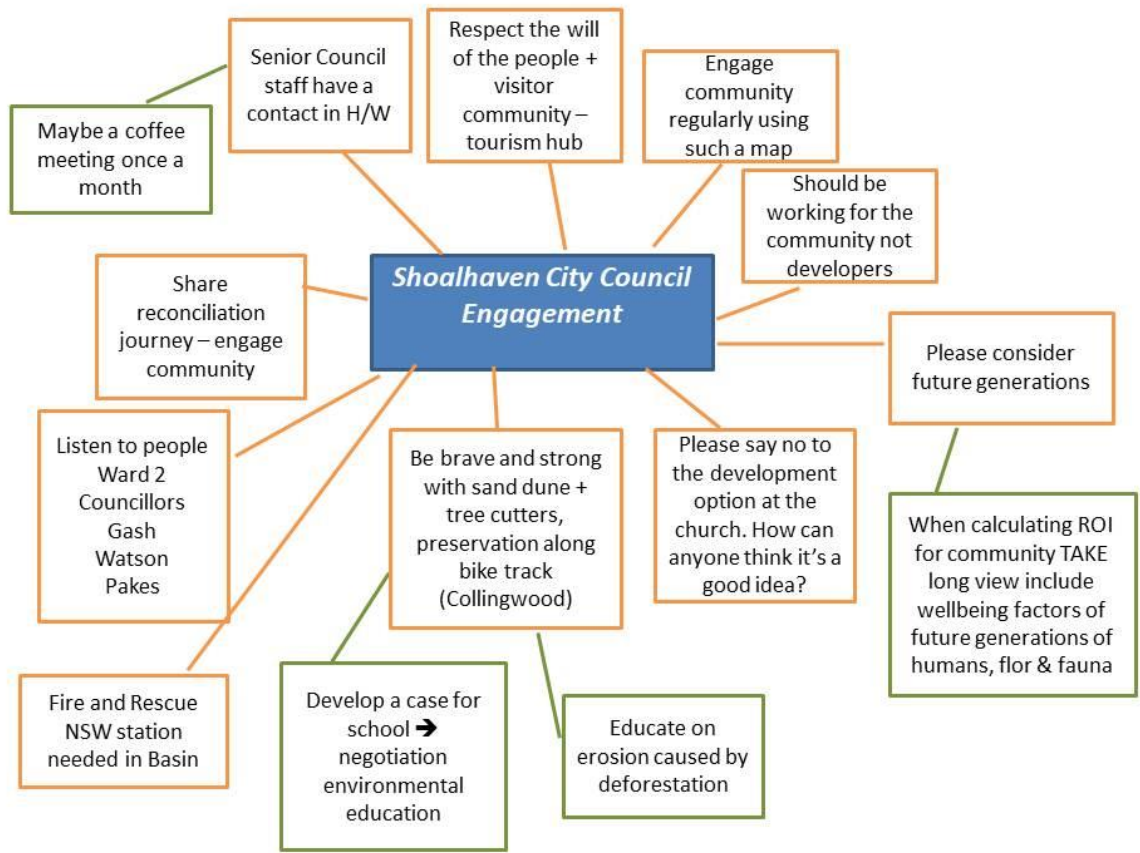 Senior Council
staff have a
contact in H/W
Respect the will
of the people +
visitor
community –
tourism hub
Engage
community
regularly using
such a map
Maybe a coffee
meeting once a
month
Should be
working for the
community not
developers
Shoalhaven City Council
Engagement
Share
reconciliation
journey – engage
community
Please consider
future generations
Listen to people
Ward 2
Councillors
Gash
Watson
Pakes
Be brave and strong
with sand dune +
tree cutters,
preservation along
bike track
(Collingwood)
Please say no to
the development
option at the
church. How can
anyone think it’s a
good idea?
When calculating ROI
for community TAKE
long view include
wellbeing factors of
future generations of
humans, flor & fauna
Fire and Rescue
NSW station
needed in Basin
Develop a case for
school ➔
negotiation
environmental
education
Educate on
erosion caused by
deforestation